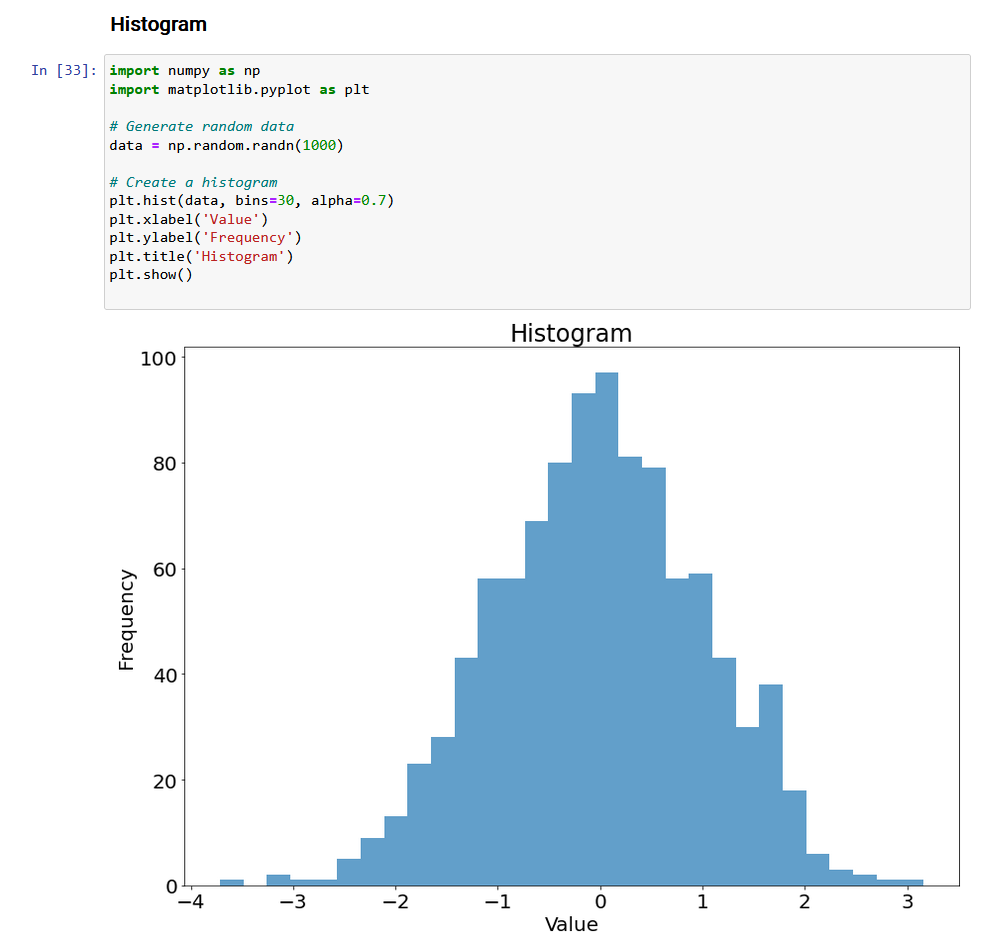 Histogram
In [33]:
import numpy as np
import matplotlib.pyplot as plt
# Generate random data
data = np.random.randn(1000)
# Create a histogram
plt.hist(data, bins=30, alpha=0.7)
plt.xlabel('Value')
plt.ylabel('Frequency')
plt.title('Histogram')
plt.show()
Histogram
100
80
60
40
20
0
Frequency
−4 −3 −2 −1 0 1 2 3
Value